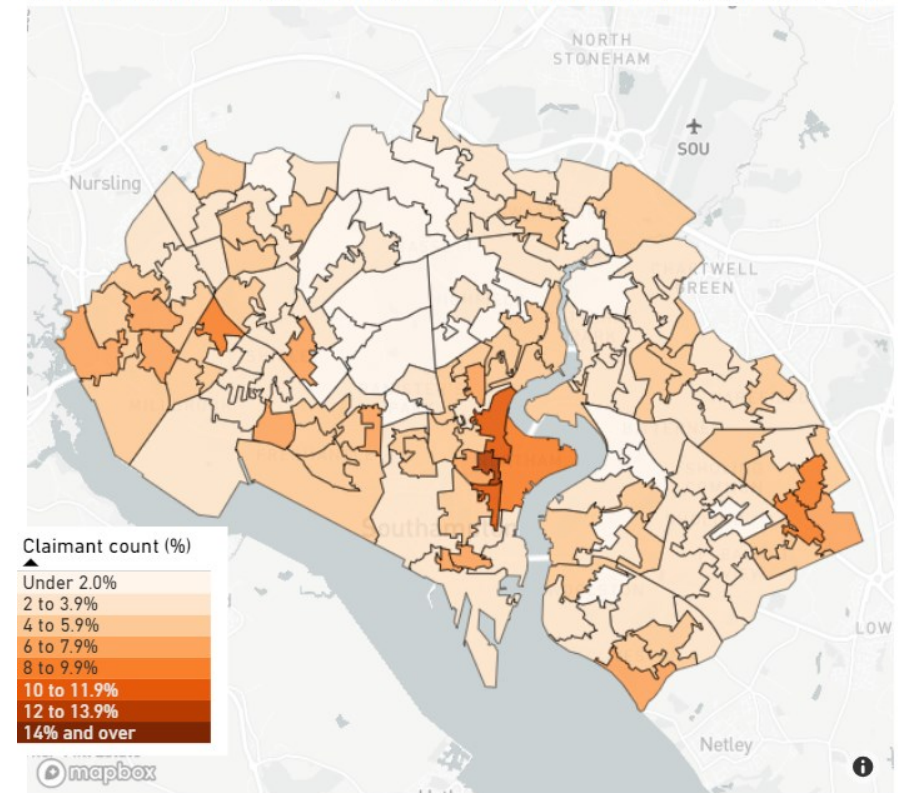 NORTH
STONEHAM
SOU
Nursling
GREEN
Southampton
Claimant count (%)
Under 2.0%
2 to 3.9%
4 to 5.9%
6 to 7.9%
8 to 9.9%
10 to 11.9%
12 to 13.9%
14% and over
LOW
Netley
mapbox
i